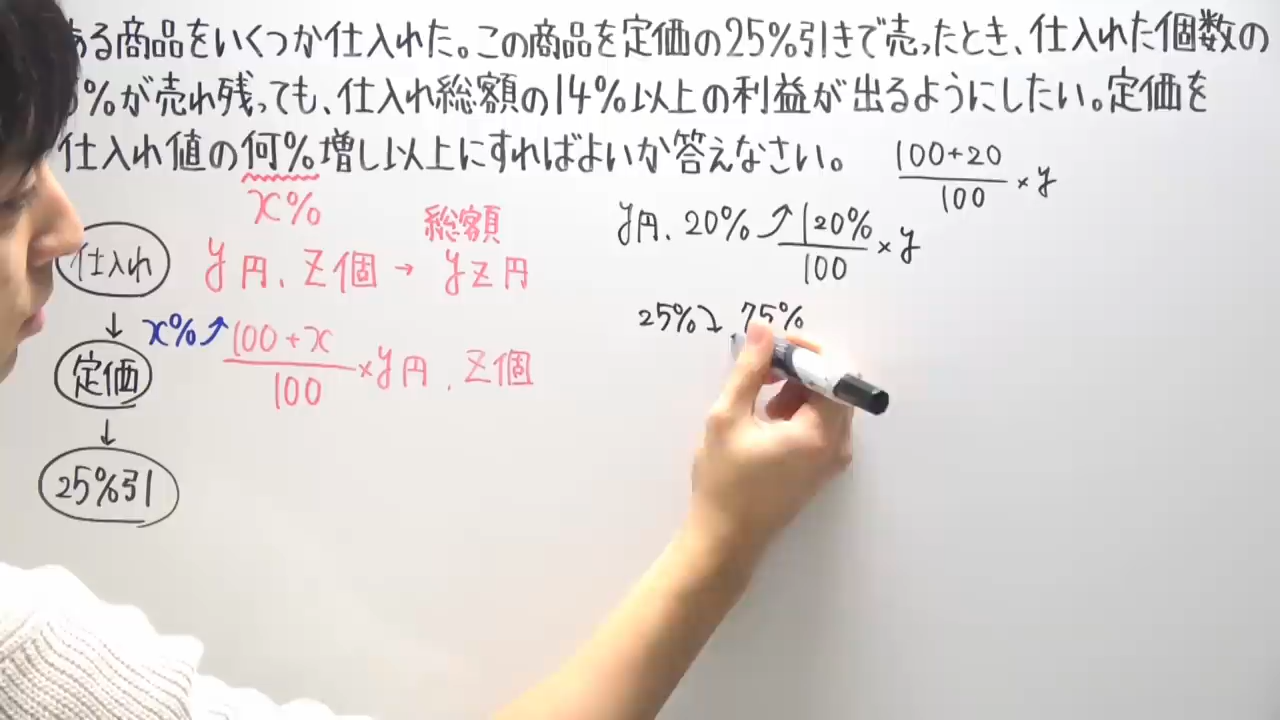 ある商品をいくつか仕入れた。この商品を定価の25%引きで売ったとき、仕入れた個数の
%が売れ残っても、仕入れ総額の14%以上の利益が出るようにしたい。定価を
仕入れ値の何%増し以上にすればよいか答えなさい。
x%
100+20
100
×y
y円、20% 120%
100
×y
総額
仕入れ y円、z個→yz円
25% 75%
x% 100+x
100
×y円、z個
定価
25%引